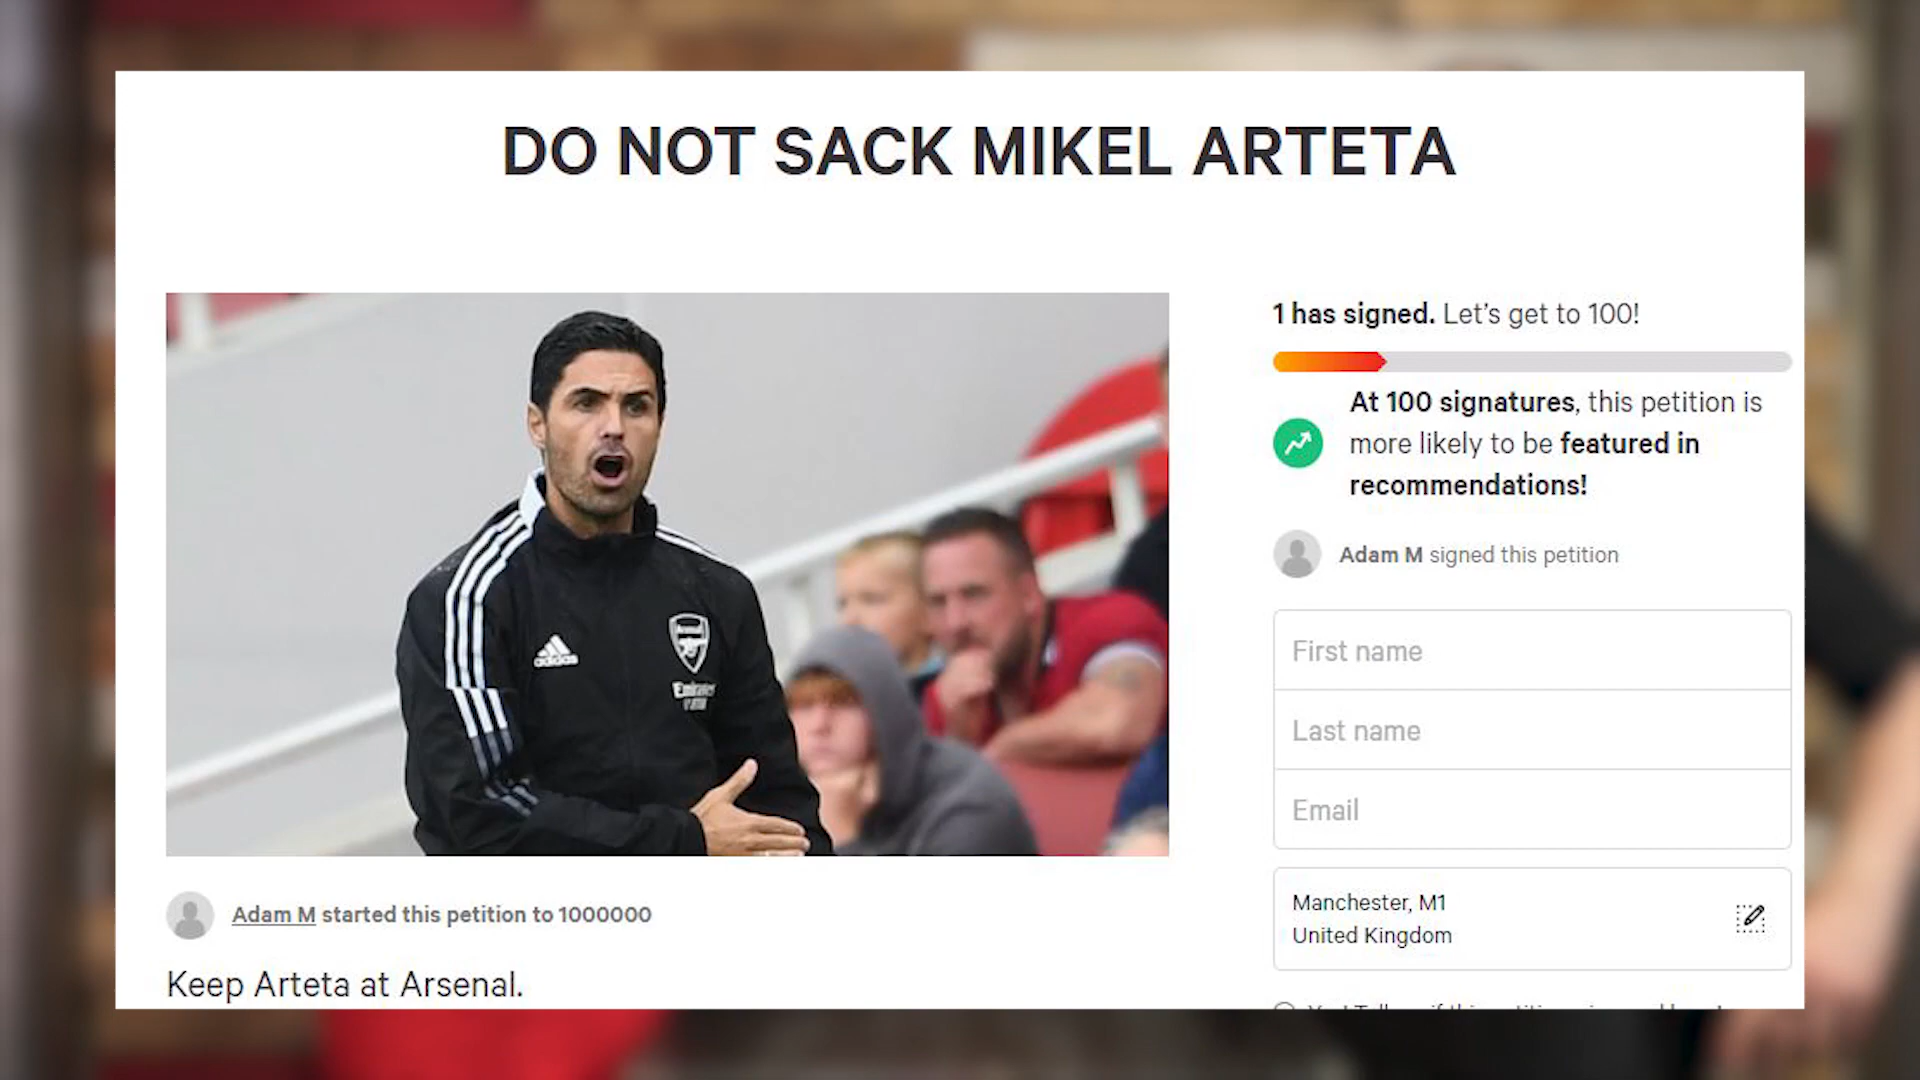 DO NOT SACK MIKEL ARTETA
1 has signed. Let's get to 100!
At 100 signatures, this petition is
more likely to be featured in
recommendations!
Adam M signed this petition
First name
Last name
Email
Manchester, M1
United Kingdom
adidas
Arsenal
Emirates
Adam M started this petition to 1000000
Keep Arteta at Arsenal.